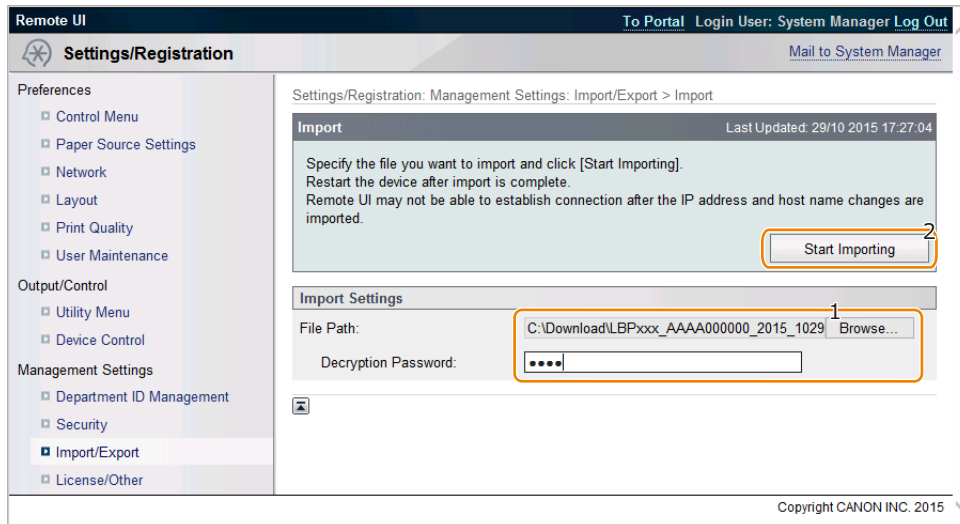 Remote UI
To Portal Login User: System Manager Log Out
Settings/Registration
Mail to System Manager
Preferences
Control Menu
Paper Source Settings
Network
Layout
Print Quality
User Maintenance
Output/Control
Utility Menu
Device Control
Management Settings
Department ID Management
Security
Import/Export
License/Other
Settings/Registration: Management Settings: Import/Export > Import
Import
Last Updated: 29/10 2015 17:27:04
Specify the file you want to import and click [Start Importing].
Restart the device after import is complete.
Remote UI may not be able to establish connection after the IP address and host name changes are
imported.
2
Start Importing
Import Settings
1
File Path: C:\Download\LBPxxx_AAAA000000_2015_1029 Browse...
Decryption Password: ●●●●
Copyright CANON INC. 2015